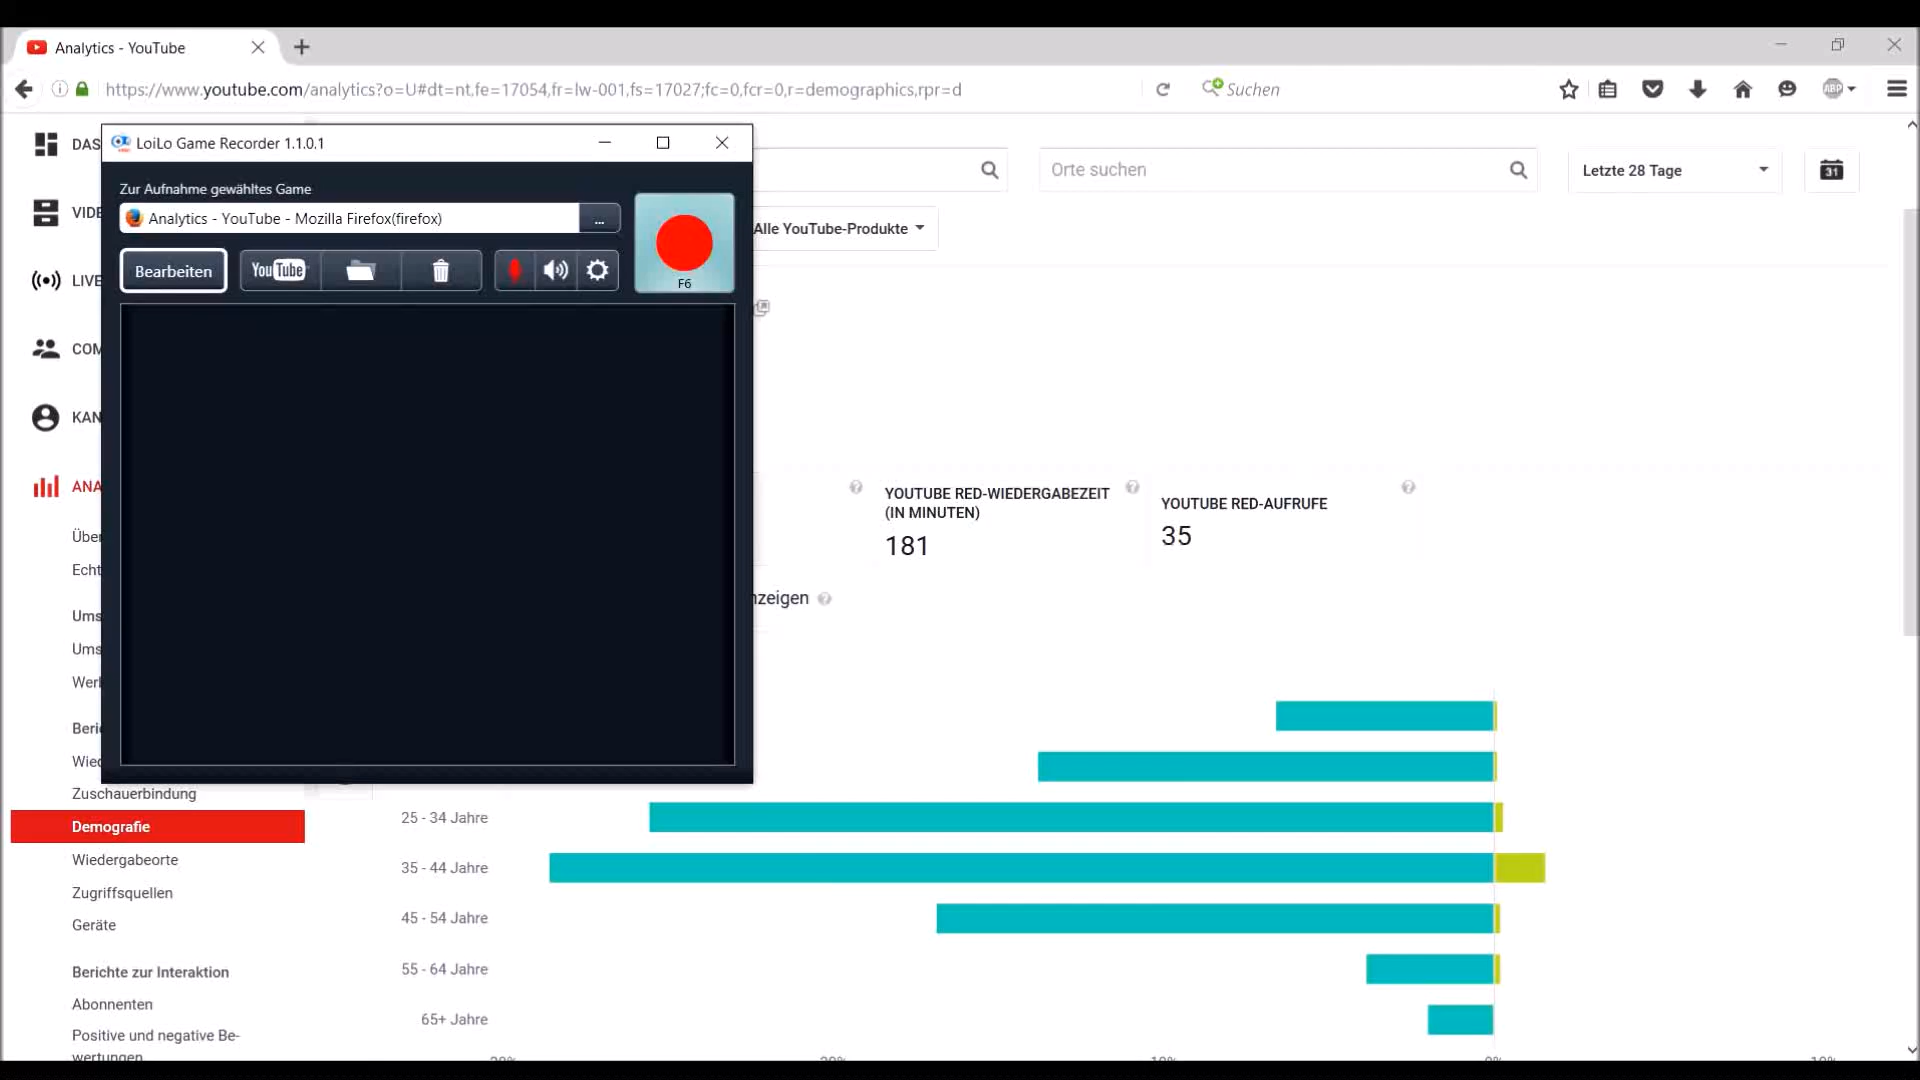 Analytics - YouTube
https://www.youtube.com/analytics?o=U#dt=nt,fe=17054,fr=lw-001,fs=17027;fc=0,fcr=0,r=demographics,rpr=d
Suchen
ABP
DAS
LoiLo Game Recorder 1.1.0.1
Orte suchen
Letzte 28 Tage
31
Zur Aufnahme gewähltes Game
VIDE
Analytics - YouTube - Mozilla Firefox(firefox)
...
Alle YouTube-Produkte
Bearbeiten
YouTube
F6
LIVE
COM
KAN
ANA
YOUTUBE RED-WIEDERGABEZEIT
(IN MINUTEN)
181
YOUTUBE RED-AUFRUFE
35
Über
Echt
nzeigen
Ums
Ums
Werl
Beri
Wied
Zuschauerbindung
Demografie
Wiedergabeorte
Zugriffsquellen
Geräte
Berichte zur Interaktion
Abonnenten
Positive und negative Be-
wertungen
25 - 34 Jahre
35 - 44 Jahre
45 - 54 Jahre
55 - 64 Jahre
65+ Jahre